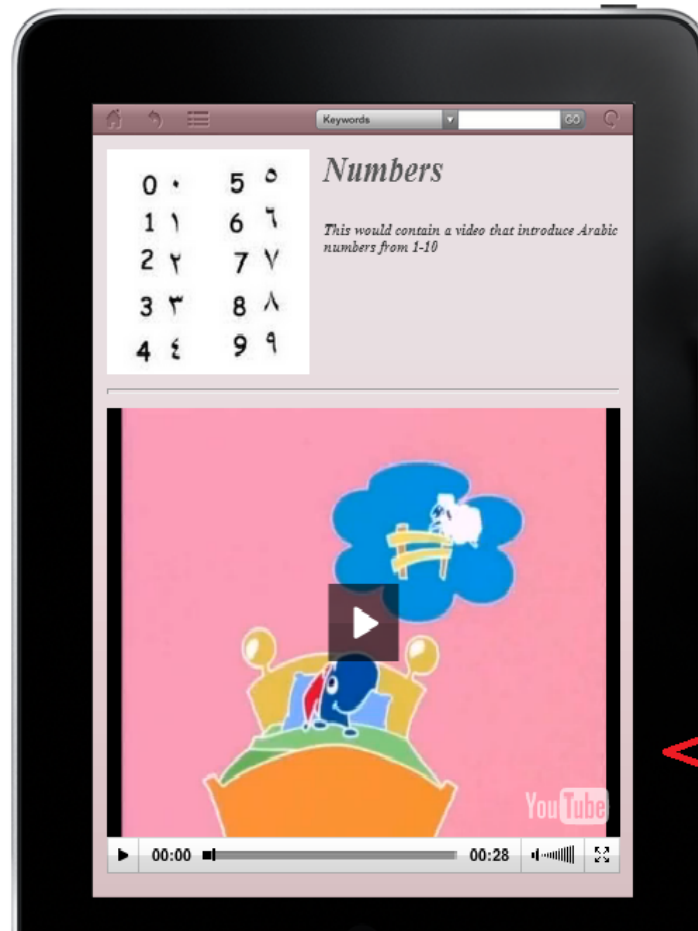 Keywords
GO
0 ٠ 5 ٥
1 ١ 6 ٦
2 ٢ 7 ٧
3 ٣ 8 ٨
4 ٤ 9 ٩
Numbers
This would contain a video that introduce Arabic
numbers from 1-10
YouTube
00:00 00:28